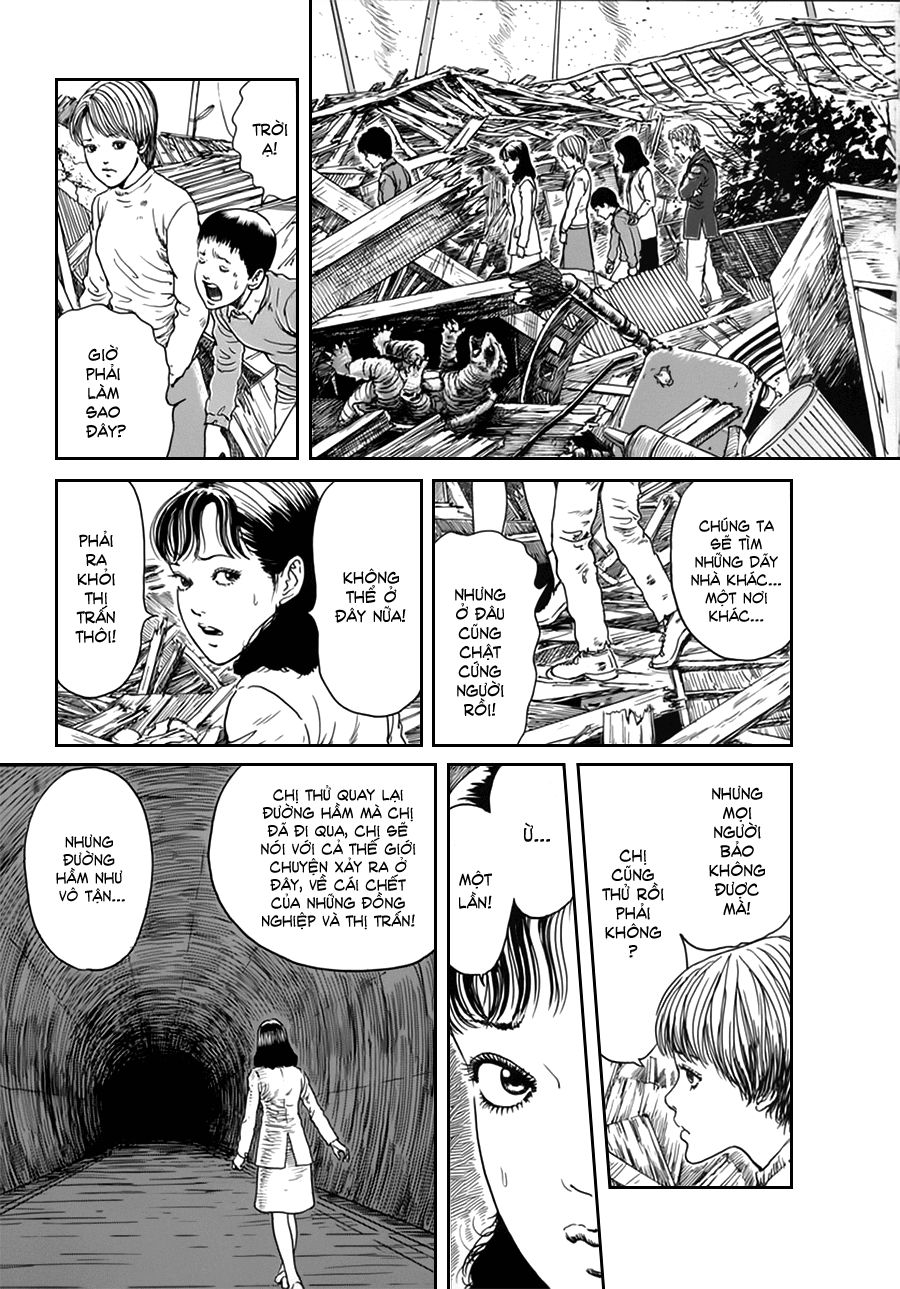 TRỜI
Ạ!
GIỜ
PHẢI
LÀM
SAO
ĐÂY?
CHÚNG TA
SẼ TÌM
NHỮNG DÃY
NHÀ KHÁC...
MỘT NƠI
KHÁC...
NHƯNG
Ở ĐÂU
CŨNG
CHẬT
CỨNG
NGƯỜI
RỒI!
KHÔNG
THỂ Ở
ĐÂY NỮA!
PHẢI
RA
KHỎI
THỊ
TRẤN
THÔI!
NHƯNG
MỌI
NGƯỜI
BẢO
KHÔNG
ĐƯỢC
MÀ!
CHỊ
CŨNG
THỬ RỒI
PHẢI
KHÔNG
?
Ừ...
MỘT
LẦN!
CHỊ THỬ QUAY LẠI
ĐƯỜNG HẦM MÀ CHỊ
ĐÃ ĐI QUA, CHỊ SẼ
NÓI VỚI CẢ THẾ GIỚI
CHUYỆN XẢY RA Ở
ĐÂY, VỀ CÁI CHẾT
CỦA NHỮNG ĐỒNG
NGHIỆP VÀ THỊ TRẤN!
NHƯNG
ĐƯỜNG
HẦM NHƯ
VÔ TẬN...